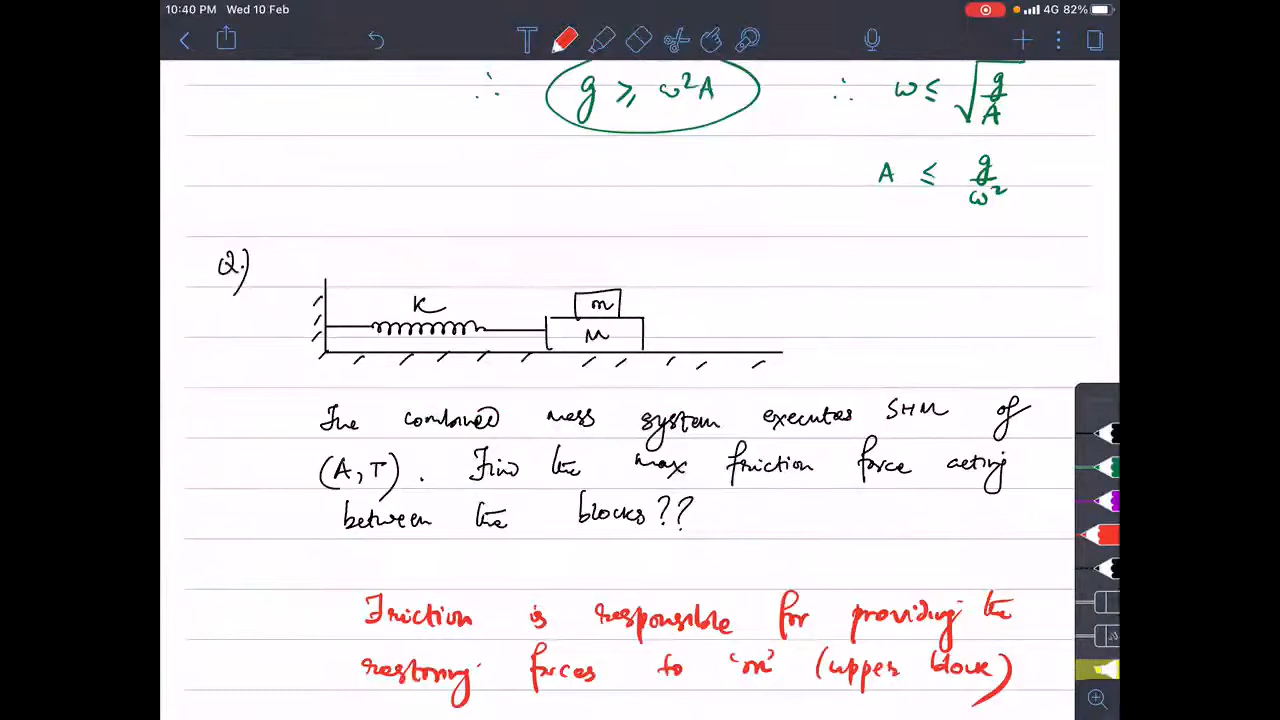 10:40 PM Wed 10 Feb
4G 82%
∴ g ⩾ ω²A ∴ ω ≤ √(g/A)
A ≤ g/ω²
Q.)
K
m
M
The combined mass system executes SHM of
(A, T). Find the max friction force acting
between the blocks??
Friction is responsible for providing the
restoring forces to 'm' (upper block)